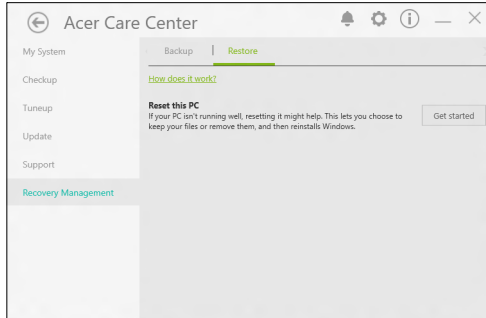 Acer Care Center
My System
Backup | Restore
Checkup
How does it work?
Tuneup
Reset this PC
If your PC isn't running well, resetting it might help. This lets you choose to
keep your files or remove them, and then reinstalls Windows.
Get started
Update
Support
Recovery Management